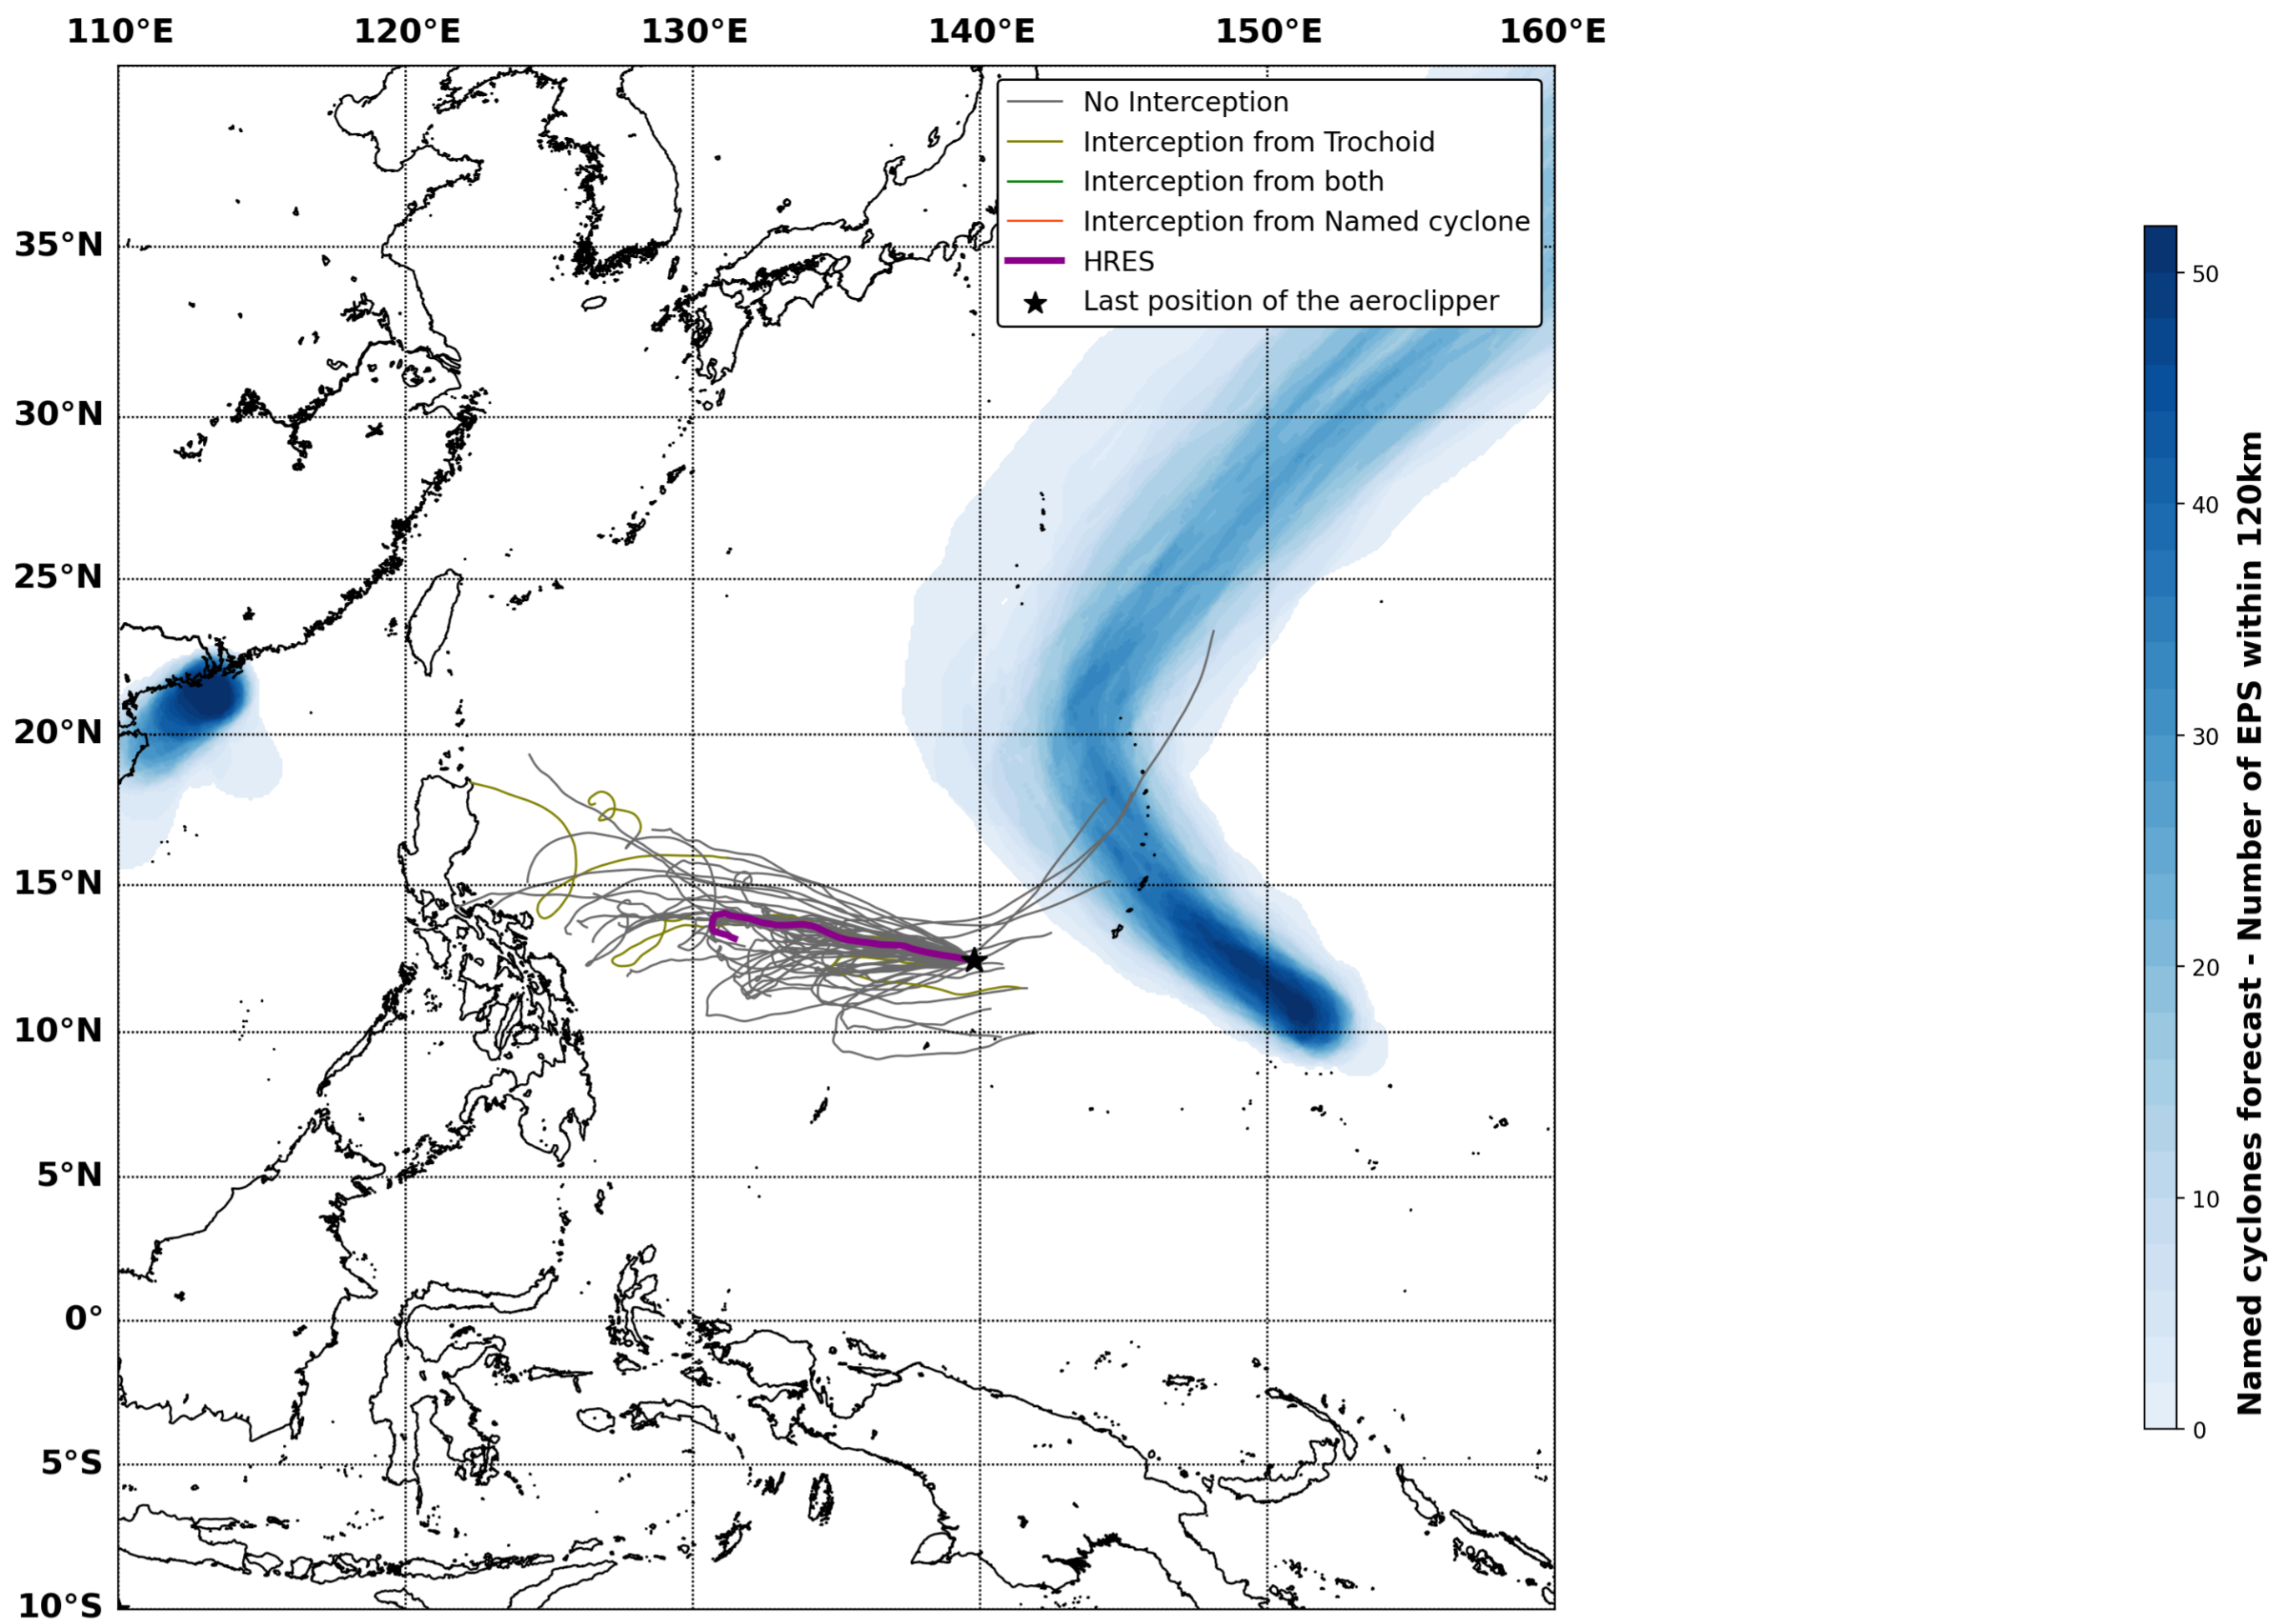 110°E 120°E 130°E 140°E 150°E 160°E
No Interception
Interception from Trochoid
Interception from both
Interception from Named cyclone
HRES
Last position of the aeroclipper
35°N
30°N
25°N
20°N
15°N
10°N
5°N
0°
5°S
10°S
50
40
30
20
10
0
Named cyclones forecast - Number of EPS within 120km